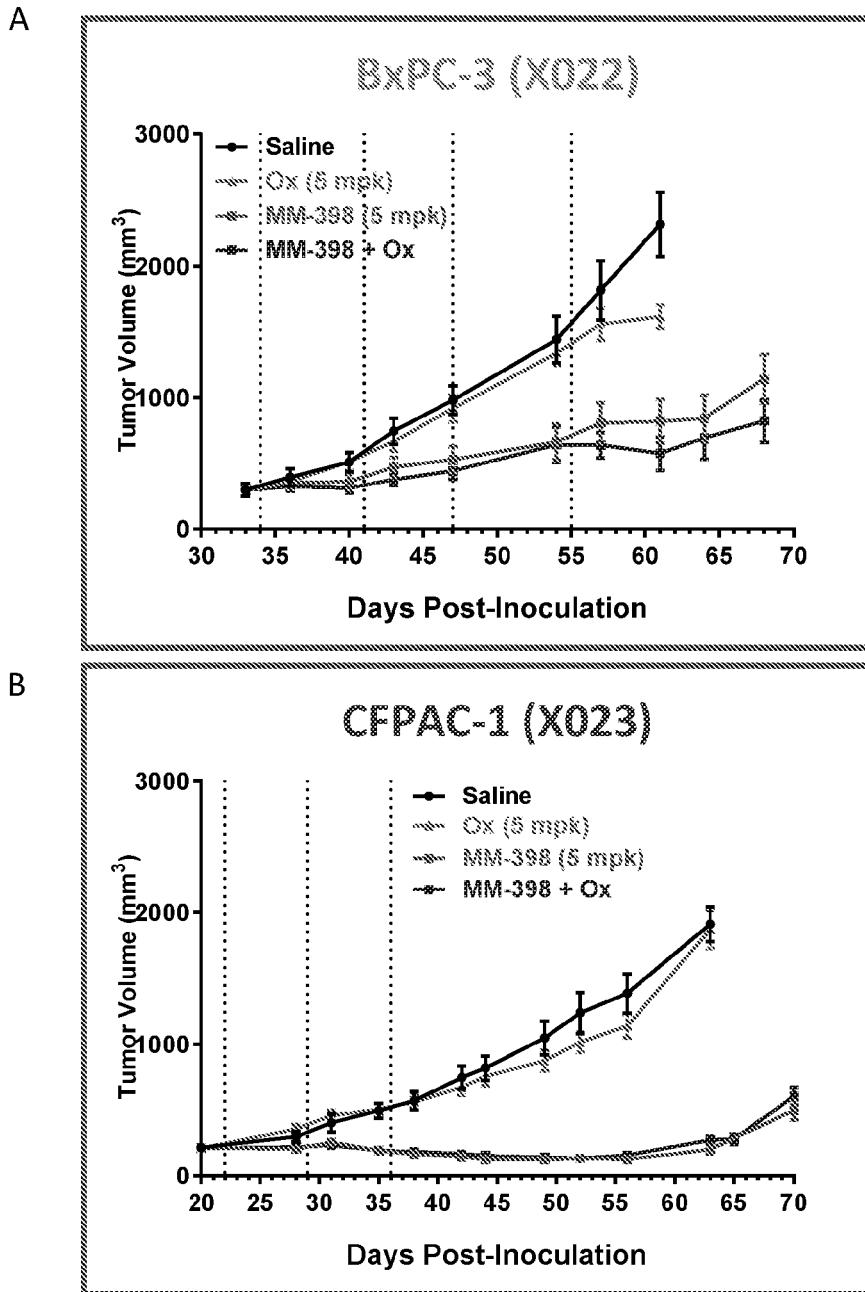 A
BxPC-3 (X022)
3000
2000
1000
0
Tumor Volume (mm³)
Saline
Ox (5 mpk)
MM-398 (5 mpk)
MM-398 + Ox
30 35 40 45 50 55 60 65 70
Days Post-Inoculation
B
CFPAC-1 (X023)
3000
2000
1000
0
Tumor Volume (mm³)
Saline
Ox (5 mpk)
MM-398 (5 mpk)
MM-398 + Ox
20 25 30 35 40 45 50 55 60 65 70
Days Post-Inoculation